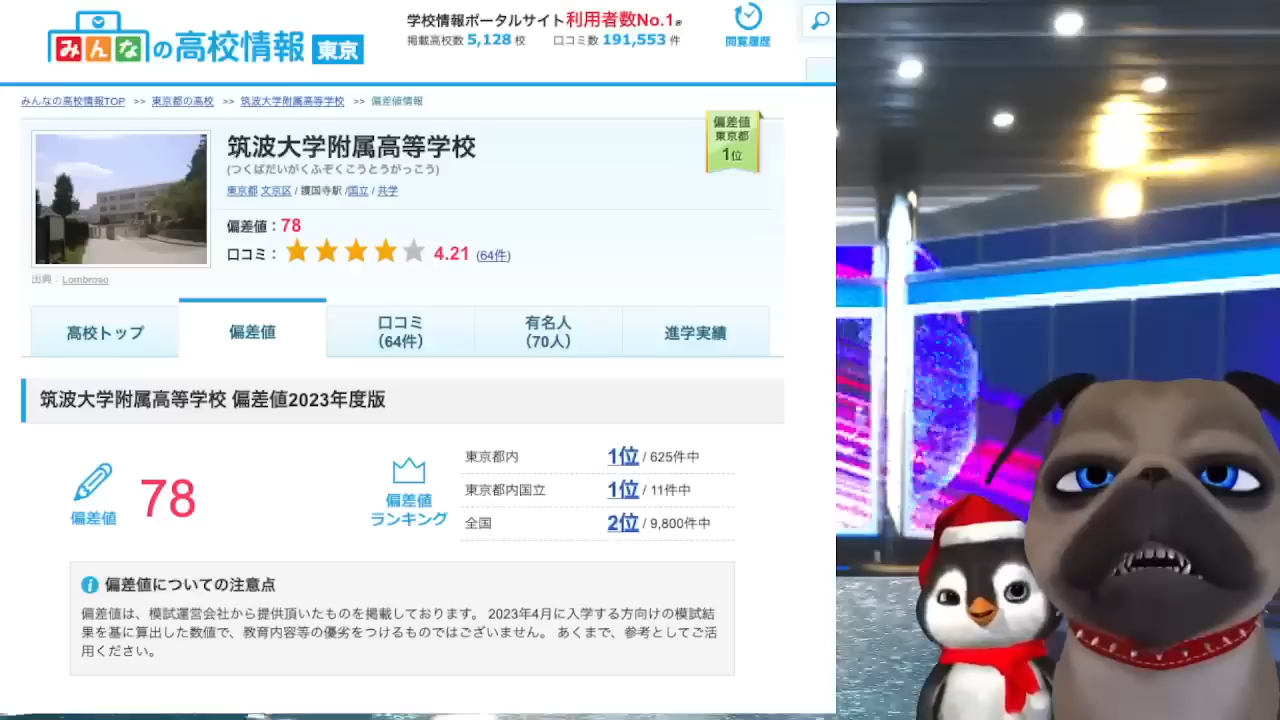 みんなの高校情報 東京
学校情報ポータルサイト利用者数No.1※
掲載高校数 5,128 校 口コミ数 191,553 件
閲覧履歴
みんなの高校情報TOP >> 東京都の高校 >> 筑波大学附属高等学校 >> 偏差値情報
筑波大学附属高等学校
(つくばだいがくふぞくこうとうがっこう)
東京都 文京区 / 護国寺駅 /国立 / 共学
偏差値
東京都
1位
偏差値：78
口コミ： 4.21 (64件)
出典：Lombroso
高校トップ
偏差値
口コミ
(64件)
有名人
(70人)
進学実績
筑波大学附属高等学校 偏差値2023年度版
偏差値
78
偏差値
ランキング
東京都内 1位 / 625件中
東京都内国立 1位 / 11件中
全国 2位 / 9,800件中
偏差値についての注意点
偏差値は、模試運営会社から提供頂いたものを掲載しております。 2023年4月に入学する方向けの模試結
果を基に算出した数値で、教育内容等の優劣をつけるものではございません。 あくまで、参考としてご活
用ください。